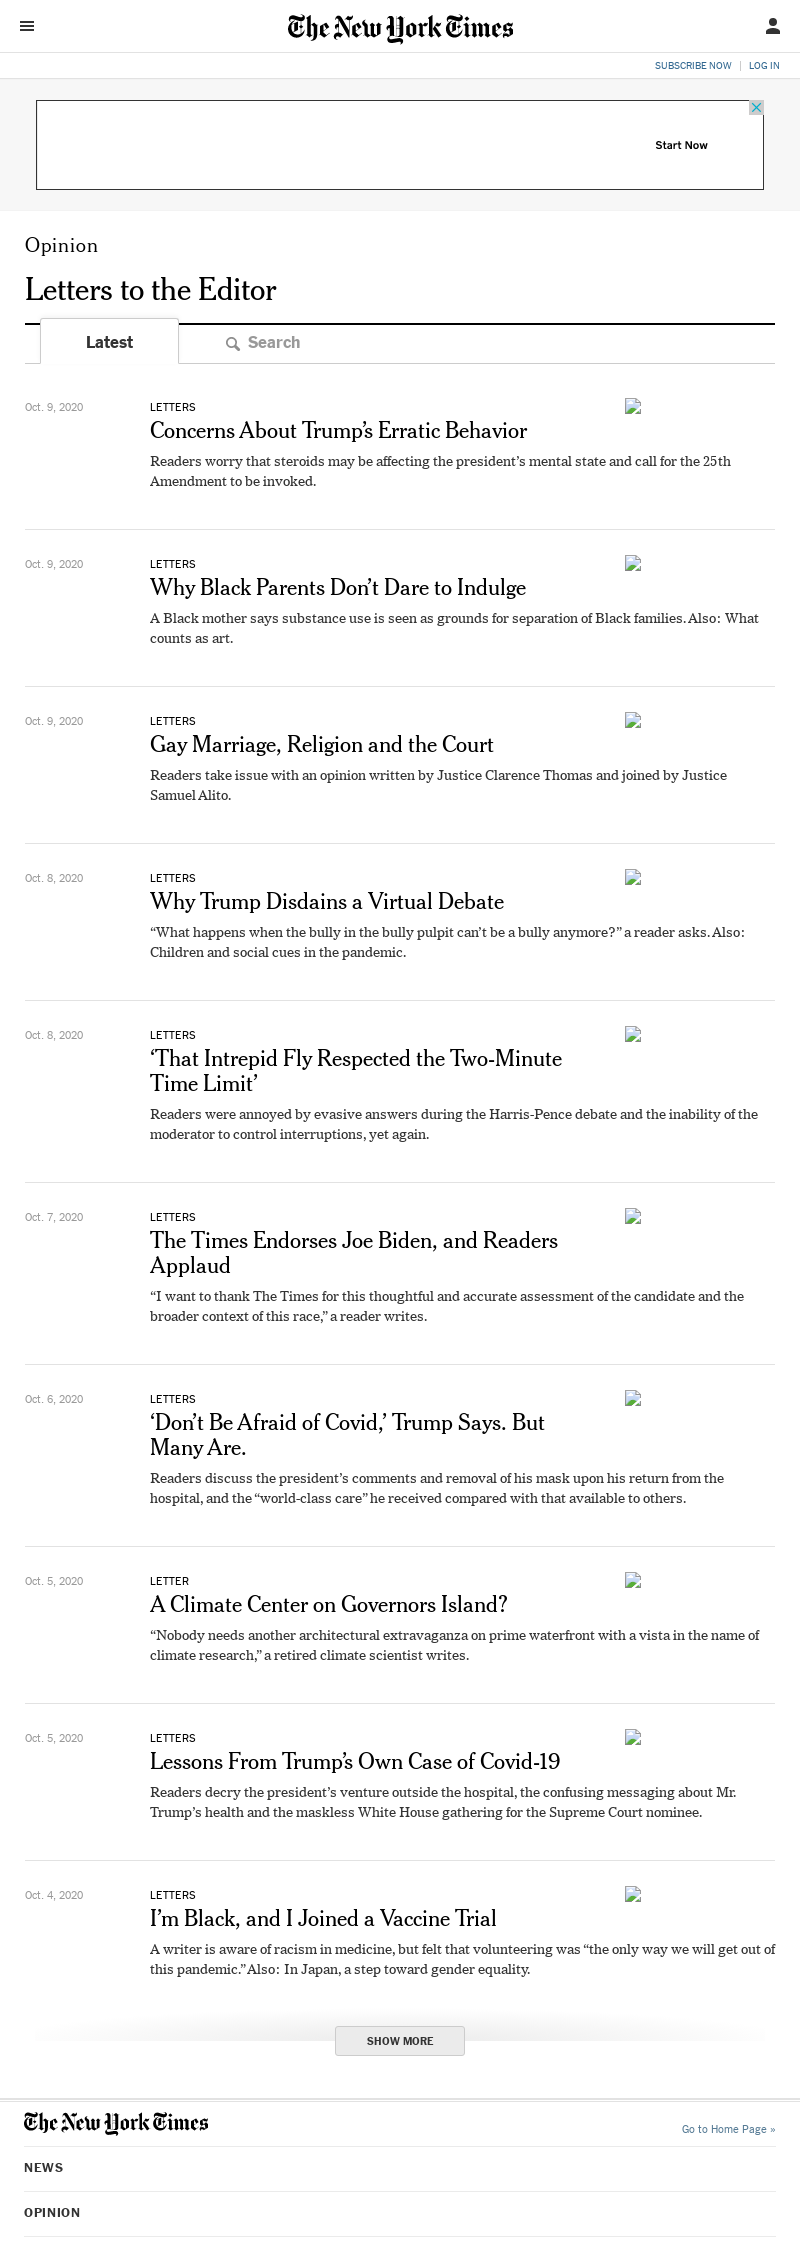 The New York Times
SUBSCRIBE NOW | LOG IN
Start Now
Opinion
Letters to the Editor
Latest
Search
Oct. 9, 2020
LETTERS
Concerns About Trump’s Erratic Behavior
Readers worry that steroids may be affecting the president’s mental state and call for the 25th
Amendment to be invoked.
Oct. 9, 2020
LETTERS
Why Black Parents Don’t Dare to Indulge
A Black mother says substance use is seen as grounds for separation of Black families. Also: What
counts as art.
Oct. 9, 2020
LETTERS
Gay Marriage, Religion and the Court
Readers take issue with an opinion written by Justice Clarence Thomas and joined by Justice
Samuel Alito.
Oct. 8, 2020
LETTERS
Why Trump Disdains a Virtual Debate
“What happens when the bully in the bully pulpit can’t be a bully anymore?” a reader asks. Also:
Children and social cues in the pandemic.
Oct. 8, 2020
LETTERS
‘That Intrepid Fly Respected the Two-Minute
Time Limit’
Readers were annoyed by evasive answers during the Harris-Pence debate and the inability of the
moderator to control interruptions, yet again.
Oct. 7, 2020
LETTERS
The Times Endorses Joe Biden, and Readers
Applaud
“I want to thank The Times for this thoughtful and accurate assessment of the candidate and the
broader context of this race,” a reader writes.
Oct. 6, 2020
LETTERS
‘Don’t Be Afraid of Covid,’ Trump Says. But
Many Are.
Readers discuss the president’s comments and removal of his mask upon his return from the
hospital, and the “world-class care” he received compared with that available to others.
Oct. 5, 2020
LETTER
A Climate Center on Governors Island?
“Nobody needs another architectural extravaganza on prime waterfront with a vista in the name of
climate research,” a retired climate scientist writes.
Oct. 5, 2020
LETTERS
Lessons From Trump’s Own Case of Covid-19
Readers decry the president’s venture outside the hospital, the confusing messaging about Mr.
Trump’s health and the maskless White House gathering for the Supreme Court nominee.
Oct. 4, 2020
LETTERS
I’m Black, and I Joined a Vaccine Trial
A writer is aware of racism in medicine, but felt that volunteering was “the only way we will get out of
this pandemic.” Also: In Japan, a step toward gender equality.
SHOW MORE
The New York Times
Go to Home Page »
NEWS
OPINION